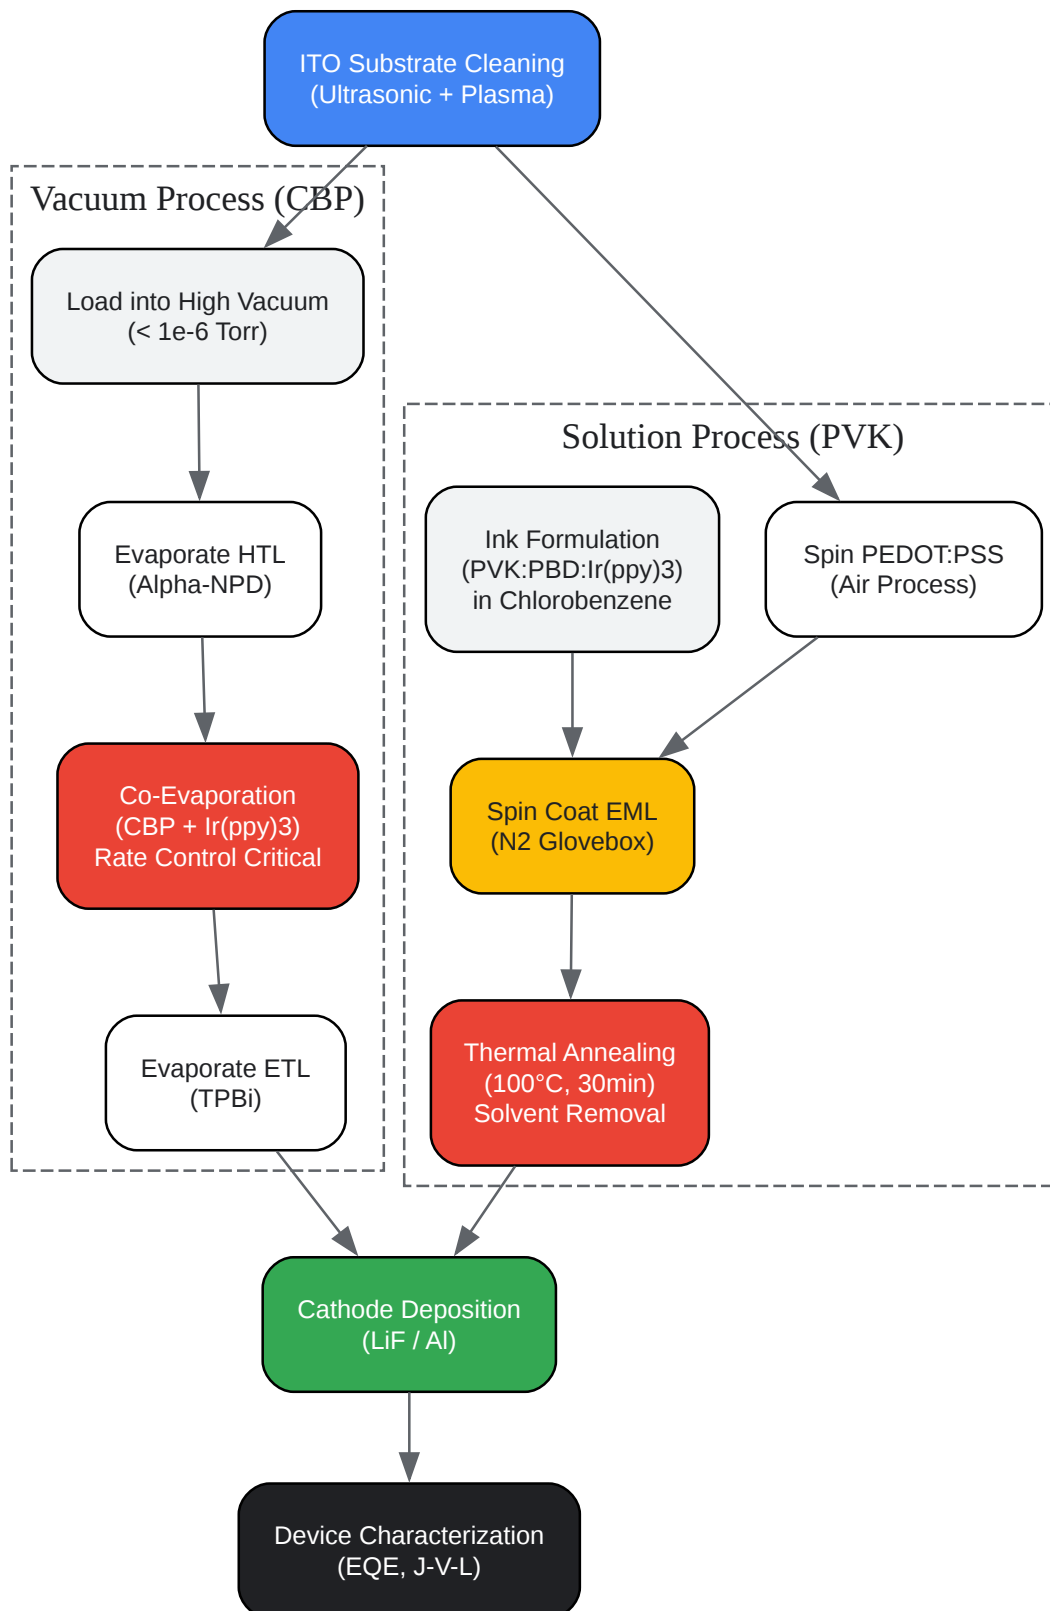 ITO Substrate Cleaning
(Ultrasonic + Plasma)
Vacuum Process (CBP)
Load into High Vacuum
(< 1e-6 Torr)
Evaporate HTL
(Alpha-NPD)
Co-Evaporation
(CBP + Ir(ppy)3)
Rate Control Critical
Evaporate ETL
(TPBi)
Solution Process (PVK)
Ink Formulation
(PVK:PBD:Ir(ppy)3)
in Chlorobenzene
Spin PEDOT:PSS
(Air Process)
Spin Coat EML
(N2 Glovebox)
Thermal Annealing
(100°C, 30min)
Solvent Removal
Cathode Deposition
(LiF / Al)
Device Characterization
(EQE, J-V-L)